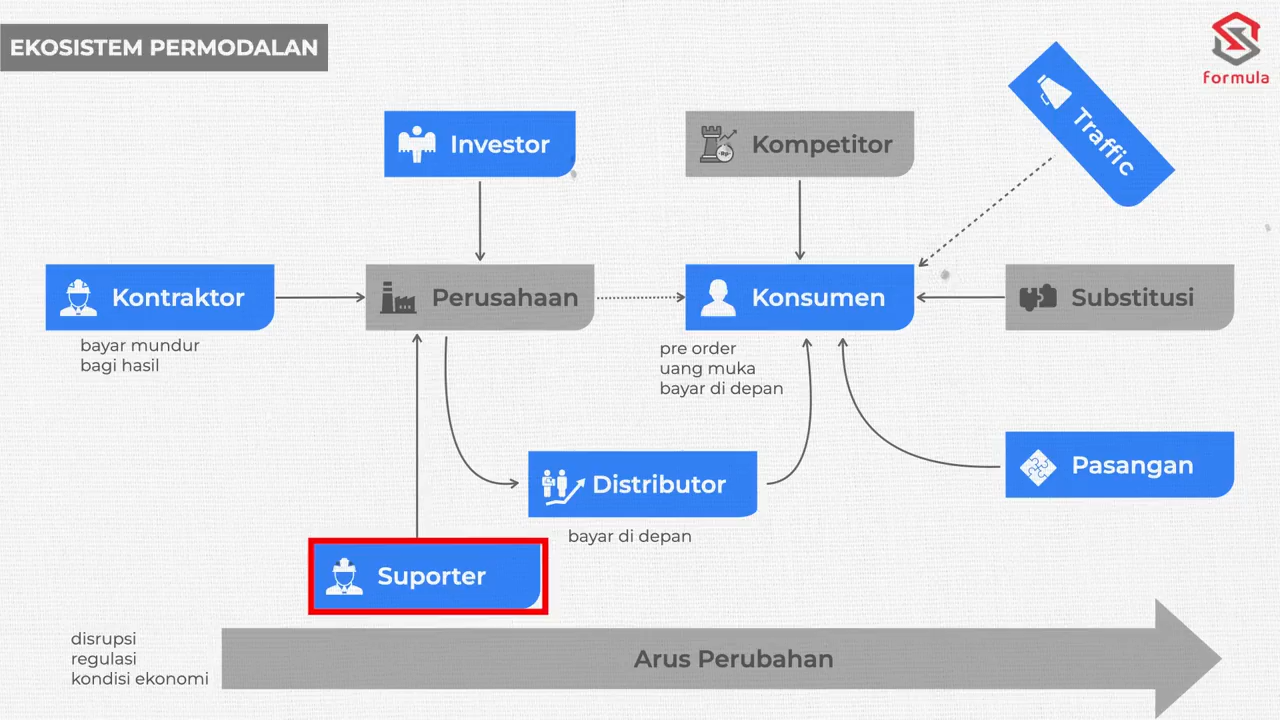 EKOSISTEM PERMODALAN
formula
Investor
Kompetitor
Traffic
Kontraktor
Perusahaan
Konsumen
Substitusi
bayar mundur
bagi hasil
pre order
uang muka
bayar di depan
Pasangan
Distributor
bayar di depan
Suporter
disrupsi
regulasi
kondisi ekonomi
Arus Perubahan